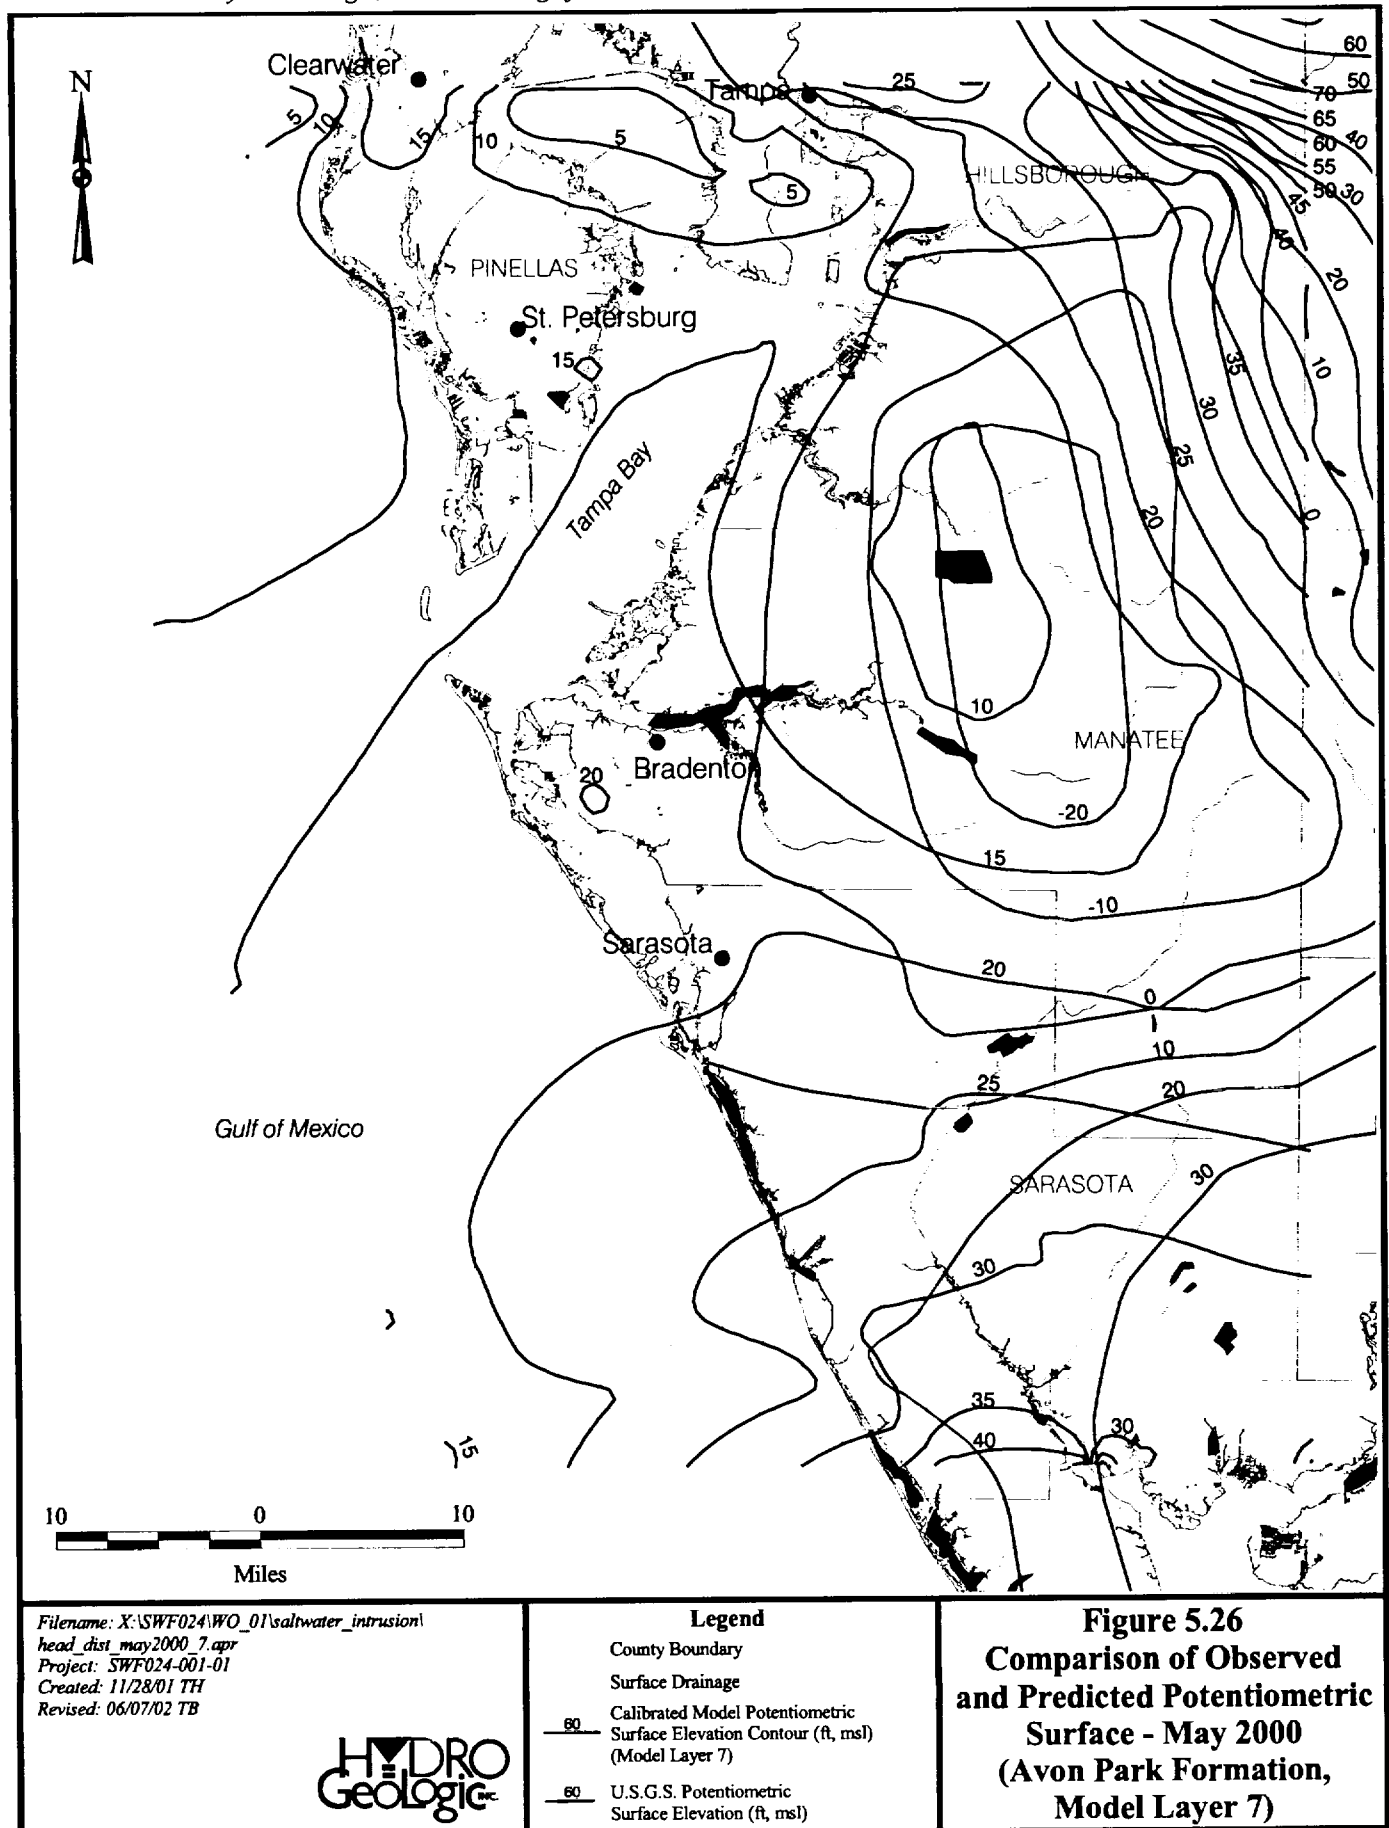 N
Clearwater
Tampa
25
60
50
70
65
60
55
50
40
30
45
40
20
5
10
15
10
5
5
HILLSBOROUGH
PINELLAS
St. Petersburg
15
10
35
30
25
20
0
Tampa Bay
10
MANATEE
Bradenton
20
-20
15
-10
Sarasota
20
0
10
25
20
Gulf of Mexico
SARASOTA
30
30
35
40
30
15
10 0 10
Miles
Filename: X:\SWF024\WO_01\saltwater_intrusion\
head_dist_may2000_7.apr
Project: SWF024-001-01
Created: 11/28/01 TH
Revised: 06/07/02 TB
HYDRO
GeoLogic INC.
Legend
County Boundary
Surface Drainage
60 Calibrated Model Potentiometric
Surface Elevation Contour (ft, msl)
(Model Layer 7)
60 U.S.G.S. Potentiometric
Surface Elevation (ft, msl)
Figure 5.26
Comparison of Observed
and Predicted Potentiometric
Surface - May 2000
(Avon Park Formation,
Model Layer 7)